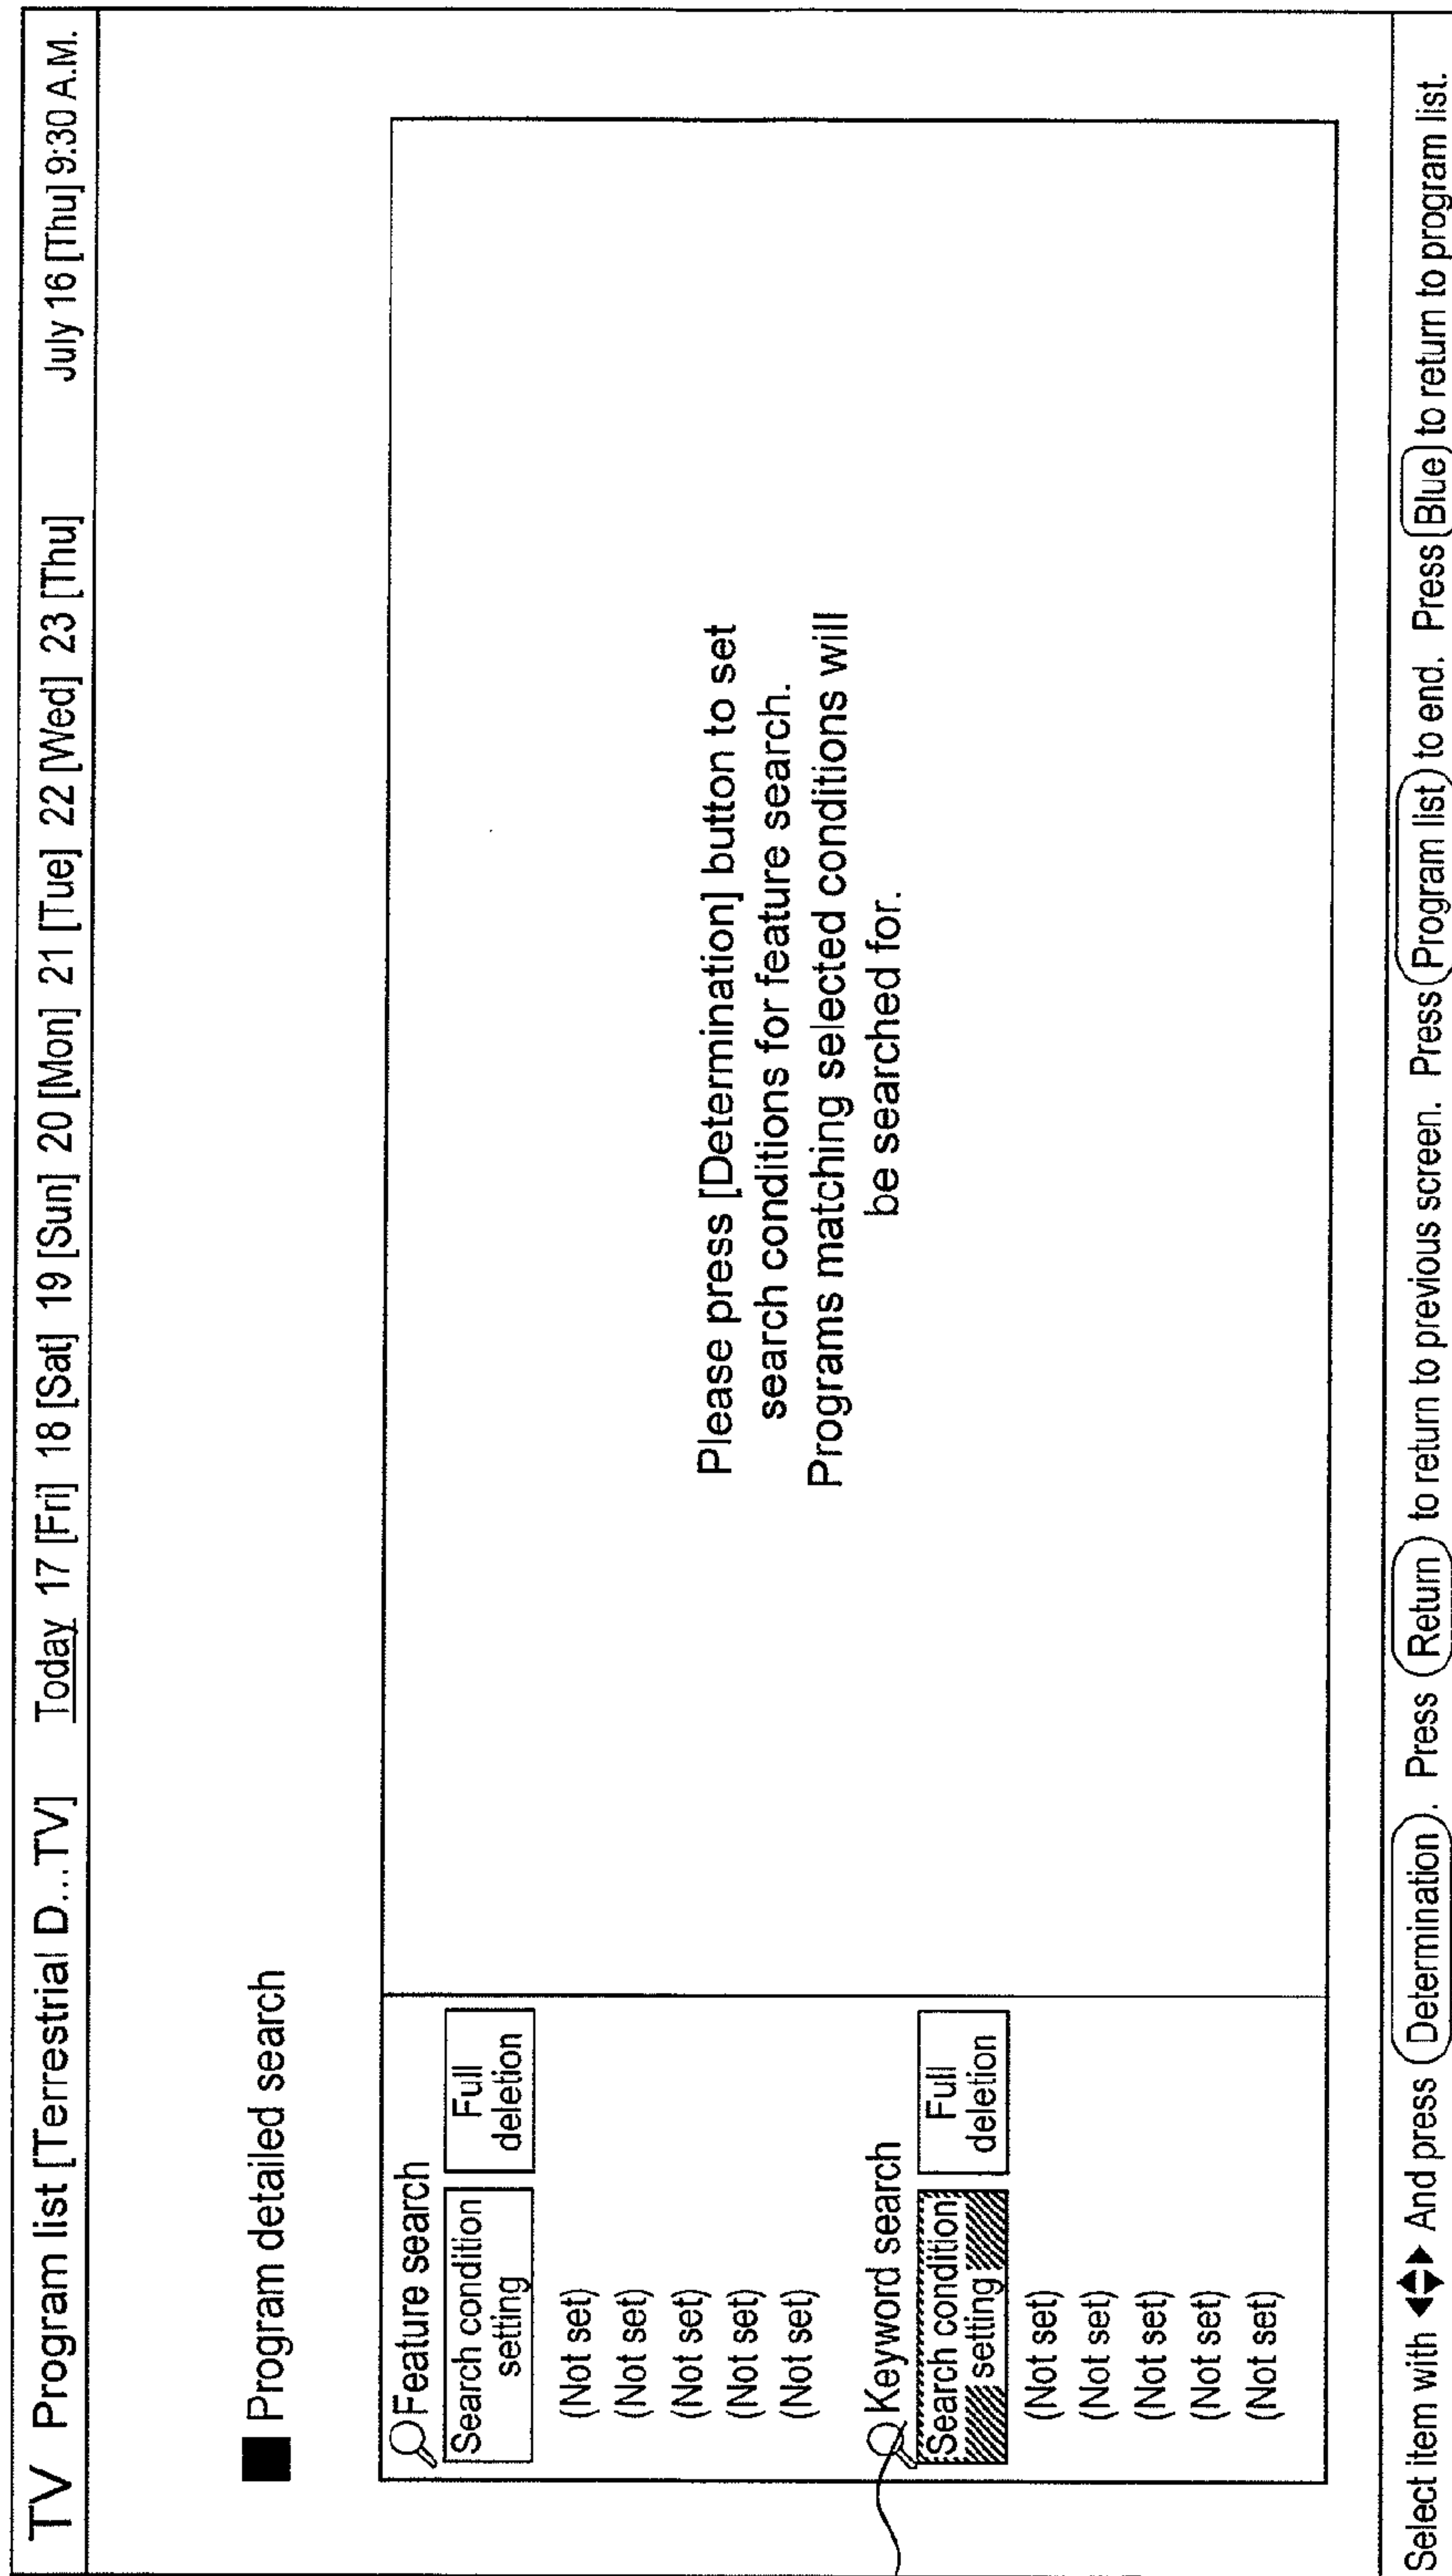 TV Program list [Terrestrial D...TV] Today 17 [Fri] 18 [Sat] 19 [Sun] 20 [Mon] 21 [Tue] 22 [Wed] 23 [Thu] July 16 [Thu] 9:30 A.M.
Program detailed search
Feature search
Search condition
setting
Full
deletion
(Not set)
(Not set)
(Not set)
(Not set)
(Not set)
Keyword search
Search condition
setting
Full
deletion
(Not set)
(Not set)
(Not set)
(Not set)
(Not set)
Please press [Determination] button to set
search conditions for feature search.
Programs matching selected conditions will
be searched for.
Select item with And press Determination. Press Return to return to previous screen. Press Program list to end. Press Blue to return to program list.